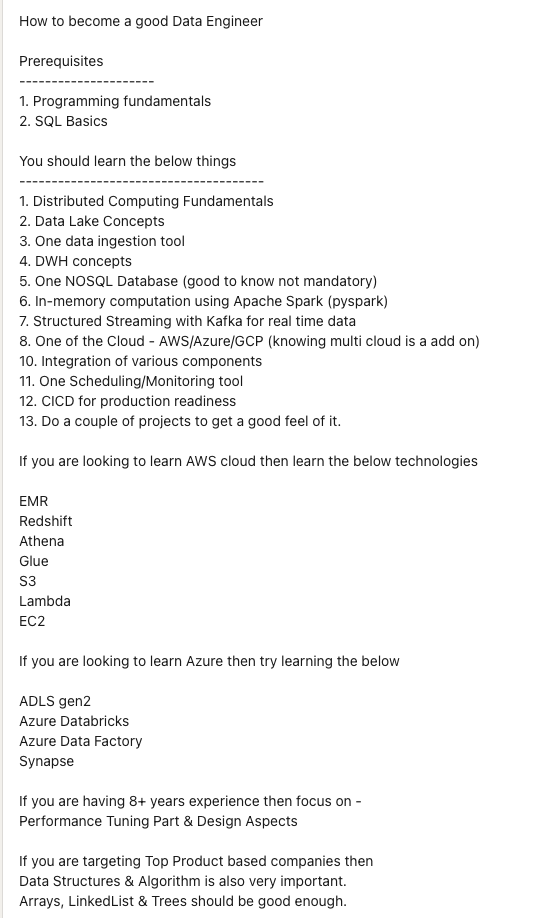 How to become a good Data Engineer
Prerequisites
---------------------
1. Programming fundamentals
2. SQL Basics
You should learn the below things
--------------------------------------
1. Distributed Computing Fundamentals
2. Data Lake Concepts
3. One data ingestion tool
4. DWH concepts
5. One NOSQL Database (good to know not mandatory)
6. In-memory computation using Apache Spark (pyspark)
7. Structured Streaming with Kafka for real time data
8. One of the Cloud - AWS/Azure/GCP (knowing multi cloud is a add on)
10. Integration of various components
11. One Scheduling/Monitoring tool
12. CICD for production readiness
13. Do a couple of projects to get a good feel of it.
If you are looking to learn AWS cloud then learn the below technologies
EMR
Redshift
Athena
Glue
S3
Lambda
EC2
If you are looking to learn Azure then try learning the below
ADLS gen2
Azure Databricks
Azure Data Factory
Synapse
If you are having 8+ years experience then focus on -
Performance Tuning Part & Design Aspects
If you are targeting Top Product based companies then
Data Structures & Algorithm is also very important.
Arrays, LinkedList & Trees should be good enough.